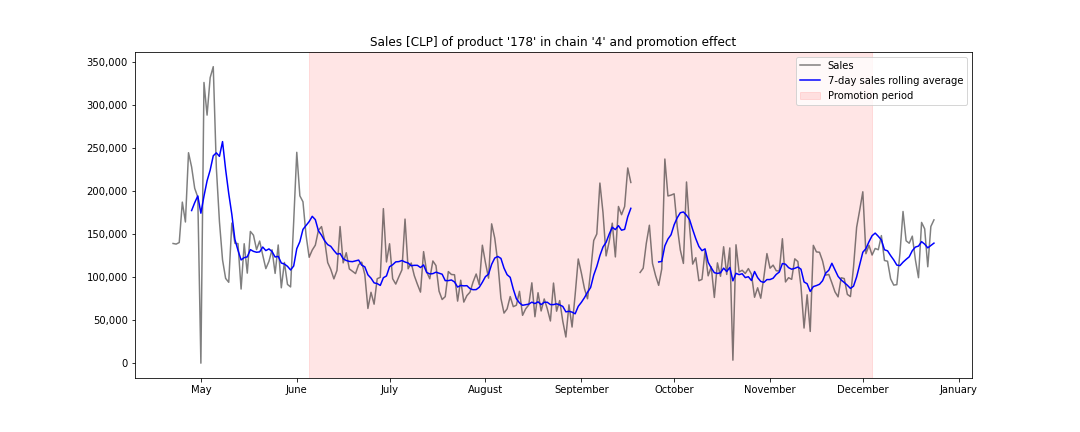 Sales [CLP] of product '178' in chain '4' and promotion effect
350,000
300,000
250,000
200,000
150,000
100,000
50,000
0
Sales
7-day sales rolling average
Promotion period
May June July August September October November December January